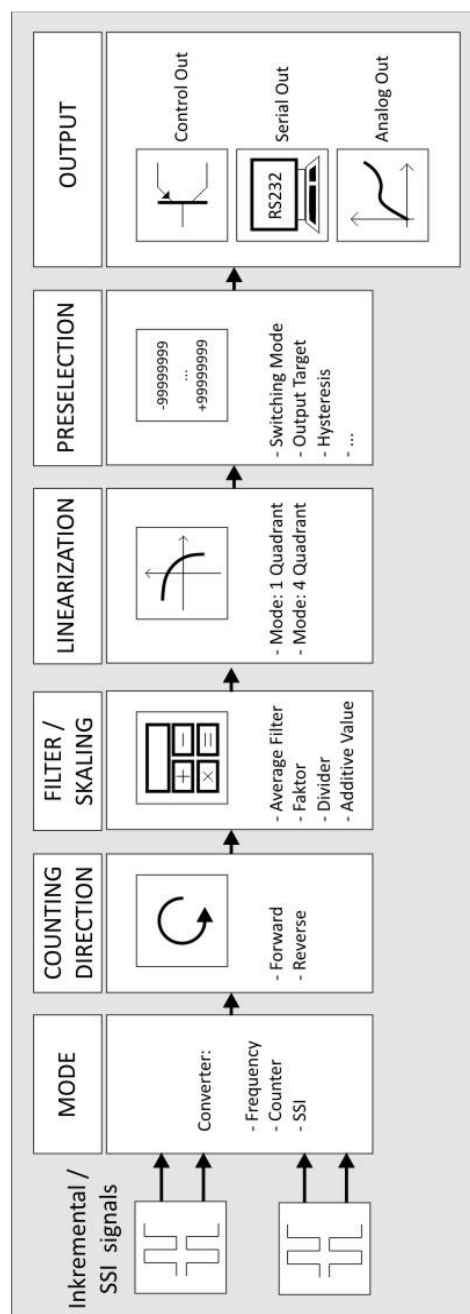 Inkremental /
SSI signals
MODE
Converter:
- Frequency
- Counter
- SSI
COUNTING
DIRECTION
- Forward
- Reverse
FILTER /
SKALING
+ −
× =
- Average Filter
- Faktor
- Divider
- Additive Value
LINEARIZATION
- Mode: 1 Quadrant
- Mode: 4 Quadrant
PRESELECTION
-99999999
...
+99999999
- Switching Mode
- Output Target
- Hysteresis
- ...
OUTPUT
Control Out
RS232
Serial Out
Analog Out